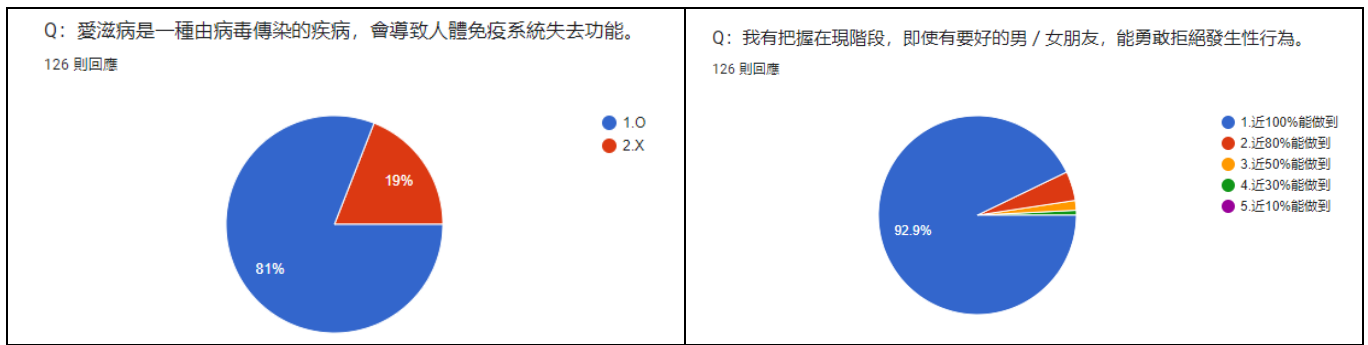 Q：愛滋病是一種由病毒傳染的疾病，會導致人體免疫系統失去功能。
126 則回應
1.O
2.X
19%
81%
Q：我有把握在現階段，即使有要好的男 / 女朋友，能勇敢拒絕發生性行為。
126 則回應
1.近100%能做到
2.近80%能做到
3.近50%能做到
4.近30%能做到
5.近10%能做到
92.9%